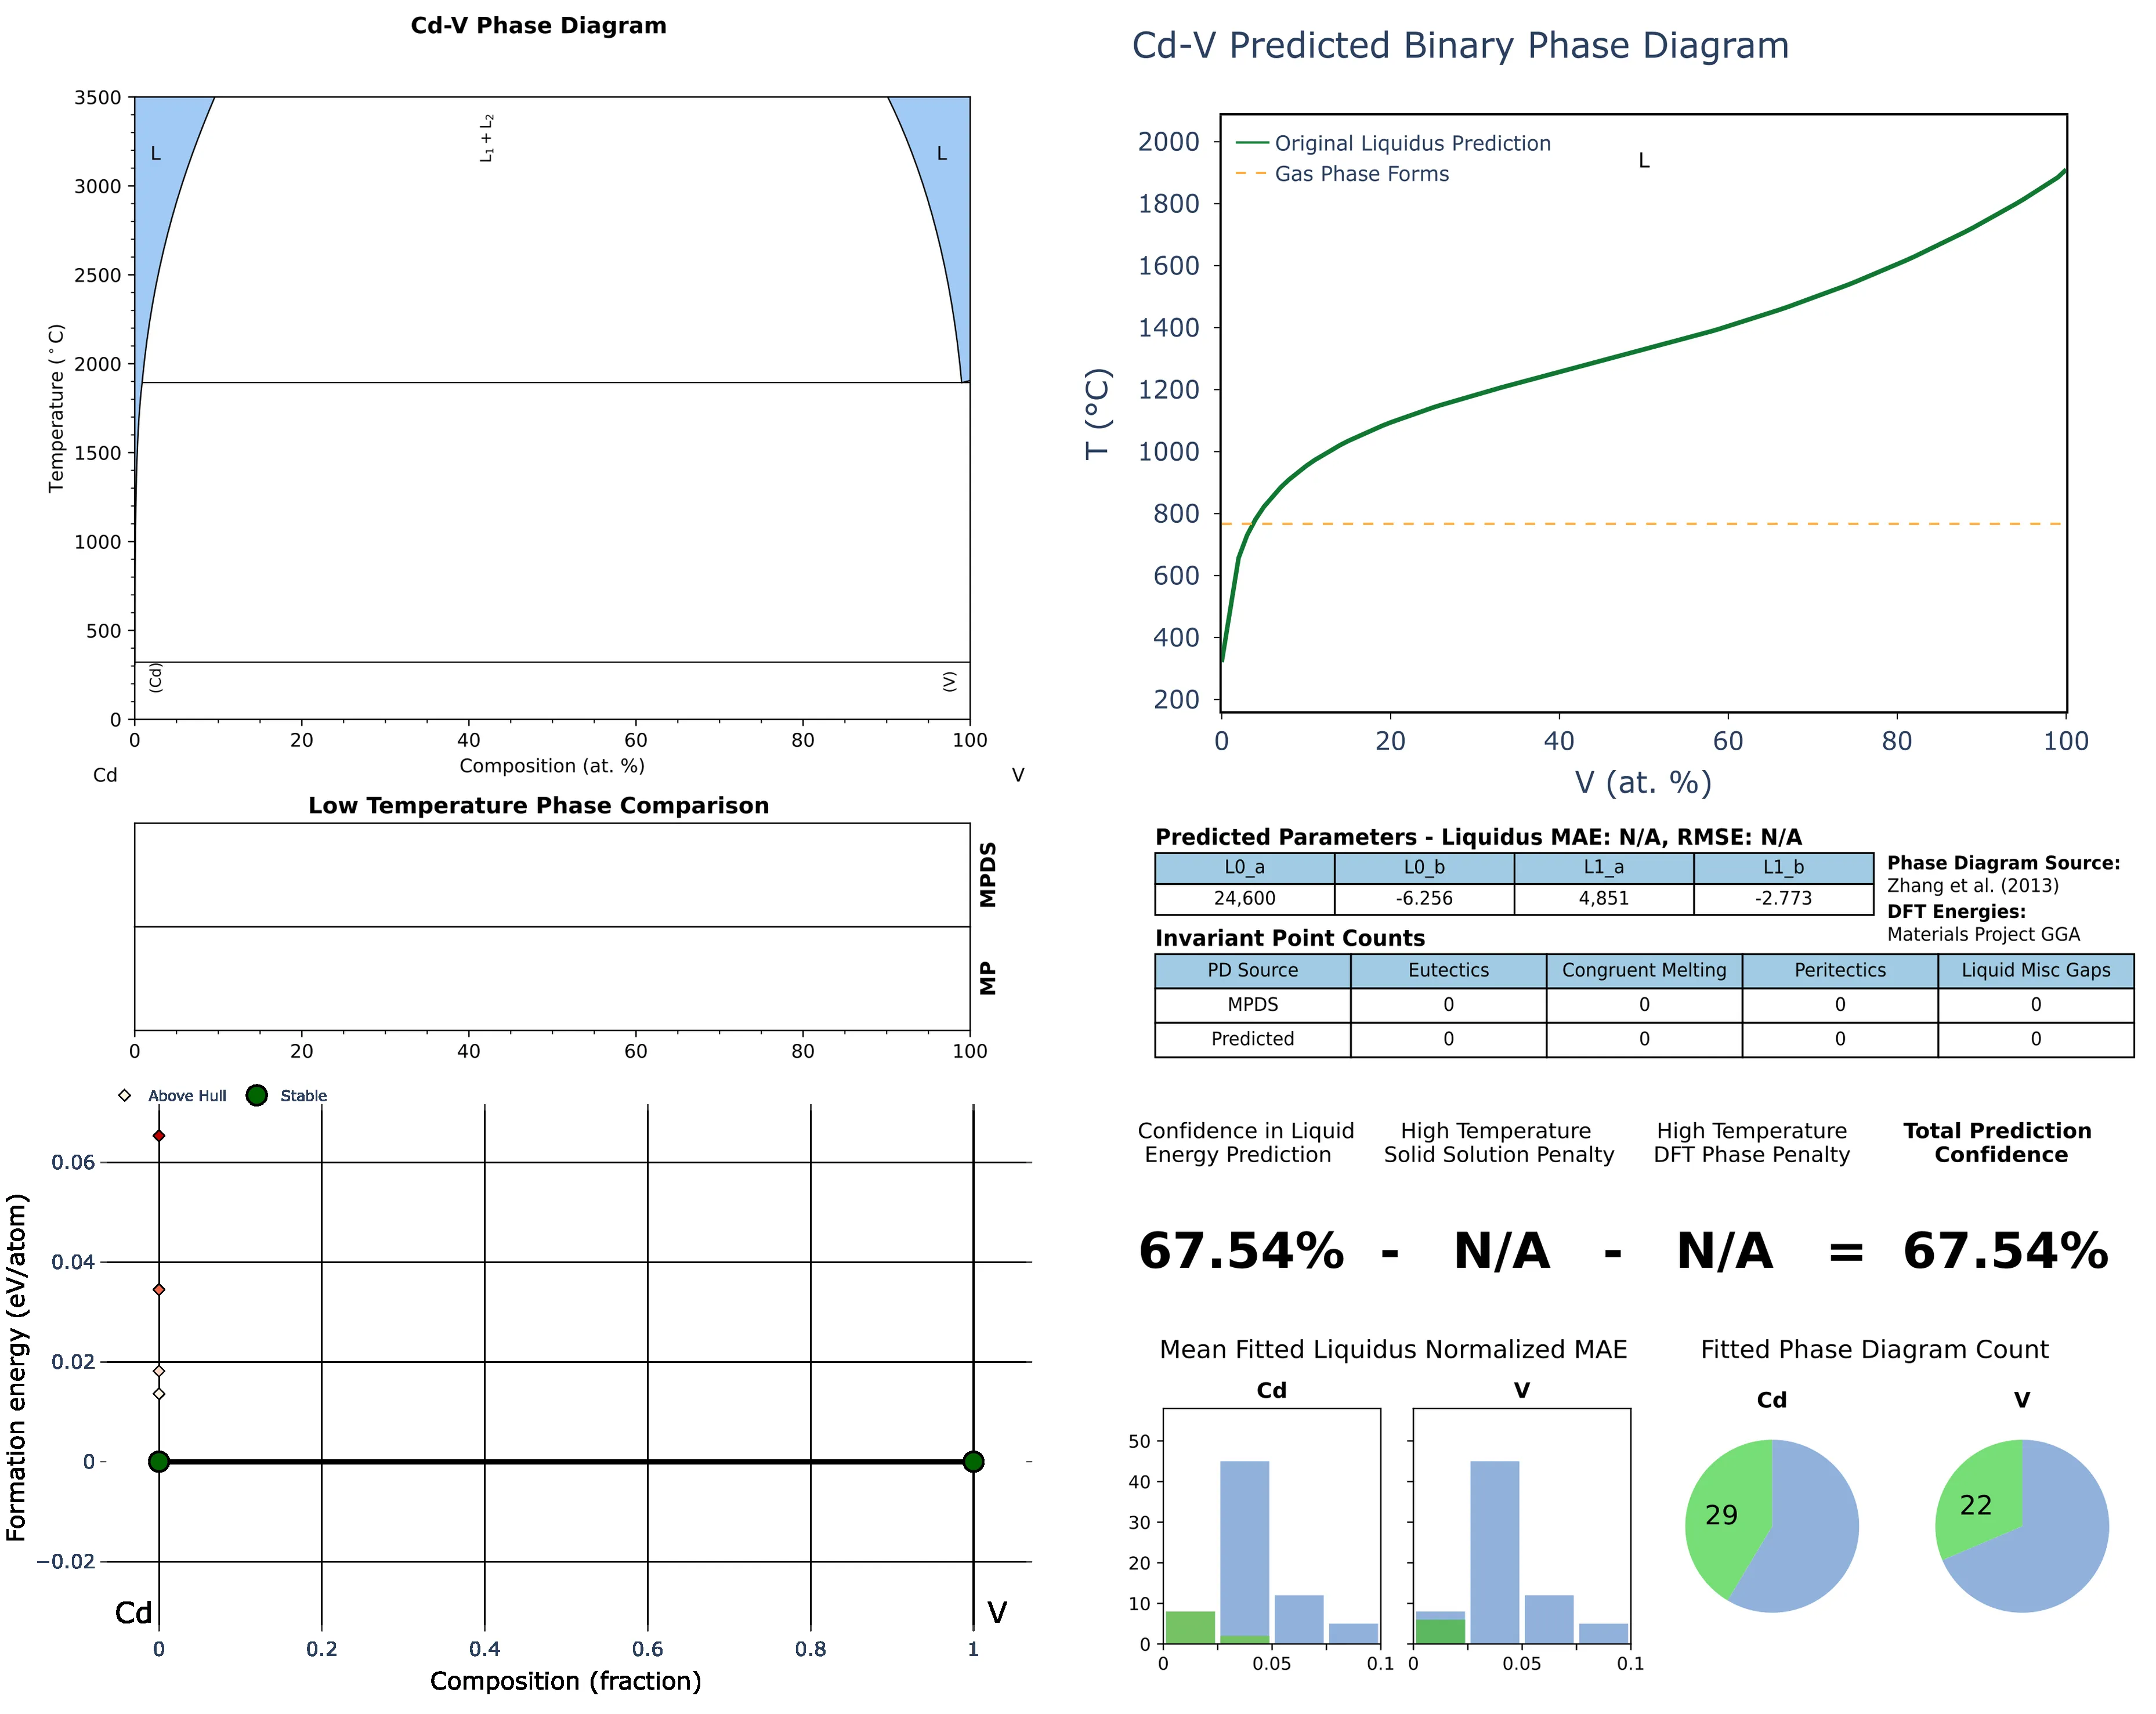 Cd-V Phase Diagram
3500
3000
2500
2000
1500
1000
500
0
Temperature (°C)
L
L₁ + L₂
L
(Cd)
(V)
0 20 40 60 80 100
Composition (at. %)
Cd V
Low Temperature Phase Comparison
MPDS
MP
0 20 40 60 80 100
Above Hull Stable
0.06
0.04
0.02
0
−0.02
Formation energy (eV/atom)
Cd V
0 0.2 0.4 0.6 0.8 1
Composition (fraction)
Cd-V Predicted Binary Phase Diagram
Original Liquidus Prediction
Gas Phase Forms
L
2000
1800
1600
1400
1200
1000
800
600
400
200
T (°C)
0 20 40 60 80 100
V (at. %)
Predicted Parameters - Liquidus MAE: N/A, RMSE: N/A
L0_a L0_b L1_a L1_b
24,600 -6.256 4,851 -2.773
Phase Diagram Source:
Zhang et al. (2013)
DFT Energies:
Materials Project GGA
Invariant Point Counts
PD Source Eutectics Congruent Melting Peritectics Liquid Misc Gaps
MPDS 0 0 0 0
Predicted 0 0 0 0
Confidence in Liquid
Energy Prediction
High Temperature
Solid Solution Penalty
High Temperature
DFT Phase Penalty
Total Prediction
Confidence
67.54% - N/A - N/A = 67.54%
Mean Fitted Liquidus Normalized MAE
Cd V
50
40
30
20
10
0
0 0.05 0.1 0 0.05 0.1
Fitted Phase Diagram Count
Cd V
29 22